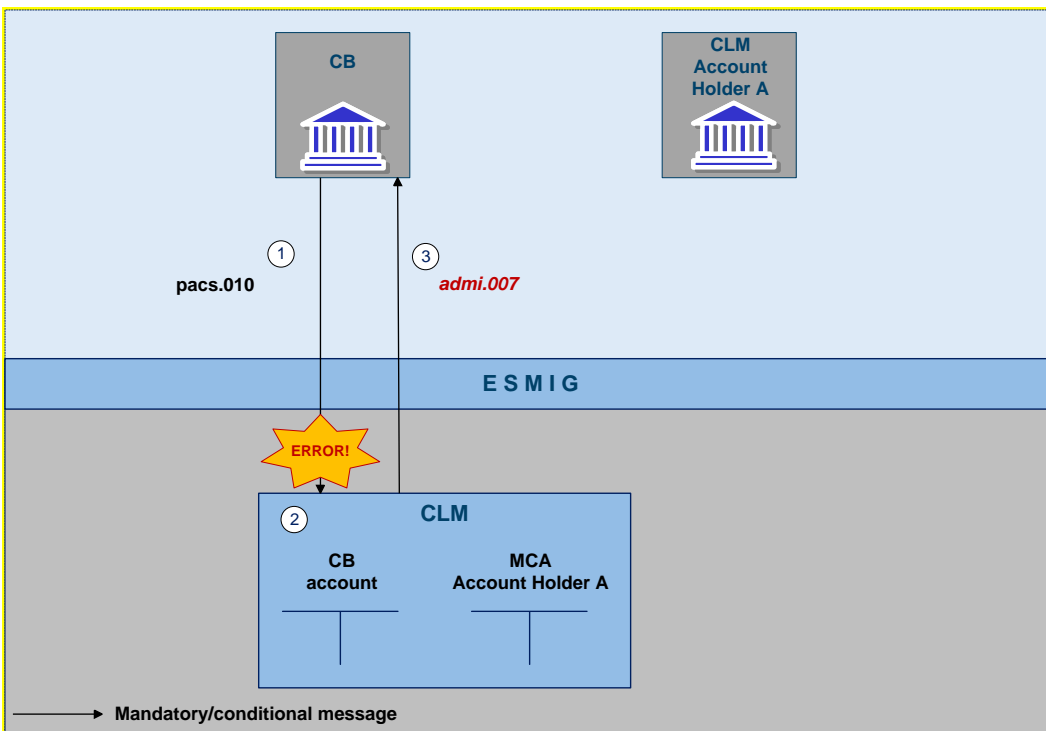 CB
CLM
Account
Holder A
1
3
pacs.010
admi.007
E S M I G
ERROR!
2
CLM
CB
account
MCA
Account Holder A
Mandatory/conditional message